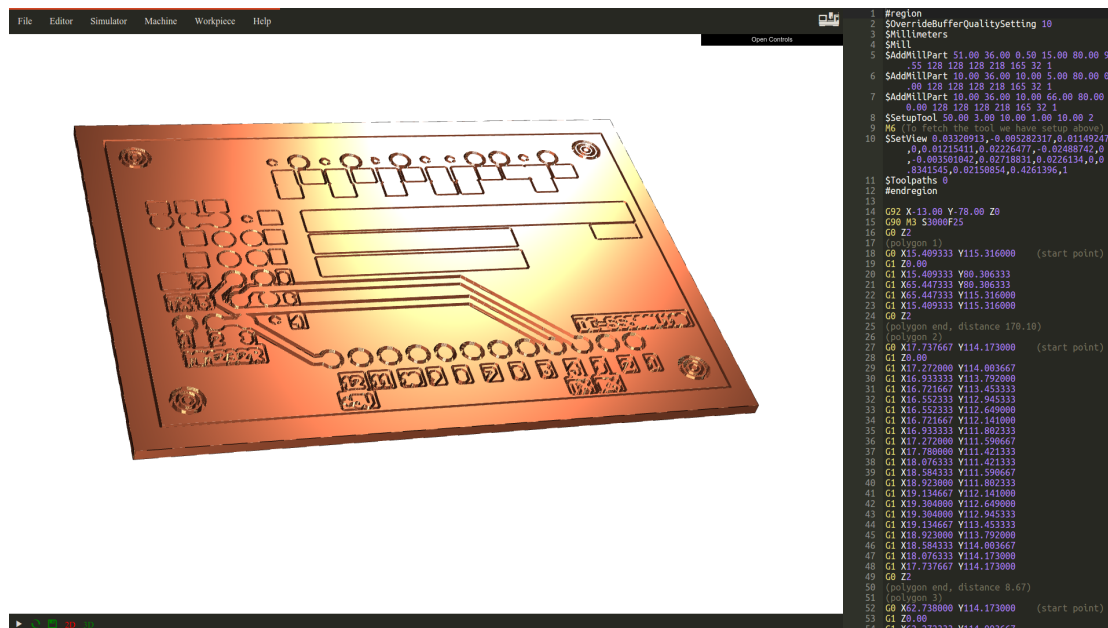 File Editor Simulator Machine Workpiece Help
Open Controls
2D 3D
1 #region
2 $OverrideBufferQualitySetting 10
3 $Millimeters
4 $Mill
5 $AddMillPart 51.00 36.00 0.50 15.00 80.00 9
.55 128 128 128 218 165 32 1
6 $AddMillPart 10.00 36.00 10.00 5.00 80.00 0
.00 128 128 128 218 165 32 1
7 $AddMillPart 10.00 36.00 10.00 66.00 80.00
0.00 128 128 128 218 165 32 1
8 $SetupTool 50.00 3.00 10.00 1.00 10.00 2
9 M6 (To fetch the tool we have setup above)
10 $SetView 0.03320913,-0.005282317,0.01149247
,0,0.01215411,0.02226477,-0.02488742,0
,-0.003501042,0.02718831,0.0226134,0,0
.8341545,0.02150854,0.4261396,1
11 $Toolpaths 0
12 #endregion
13
14 G92 X-13.00 Y-78.00 Z0
15 G90 M3 S3000F25
16 G0 Z2
17 (polygon 1)
18 G0 X15.409333 Y115.316000 (start point)
19 G1 Z0.00
20 G1 X15.409333 Y80.306333
21 G1 X65.447333 Y80.306333
22 G1 X65.447333 Y115.316000
23 G1 X15.409333 Y115.316000
24 G0 Z2
25 (polygon end, distance 170.10)
26 (polygon 2)
27 G0 X17.737667 Y114.173000 (start point)
28 G1 Z0.00
29 G1 X17.272000 Y114.003667
30 G1 X16.933333 Y113.792000
31 G1 X16.721667 Y113.453333
32 G1 X16.552333 Y112.945333
33 G1 X16.552333 Y112.649000
34 G1 X16.721667 Y112.141000
35 G1 X16.933333 Y111.802333
36 G1 X17.272000 Y111.590667
37 G1 X17.780000 Y111.421333
38 G1 X18.076333 Y111.421333
39 G1 X18.584333 Y111.590667
40 G1 X18.923000 Y111.802333
41 G1 X19.134667 Y112.141000
42 G1 X19.304000 Y112.649000
43 G1 X19.304000 Y112.945333
44 G1 X19.134667 Y113.453333
45 G1 X18.923000 Y113.792000
46 G1 X18.584333 Y114.003667
47 G1 X18.076333 Y114.173000
48 G1 X17.737667 Y114.173000
49 G0 Z2
50 (polygon end, distance 8.67)
51 (polygon 3)
52 G0 X62.738000 Y114.173000 (start point)
53 G1 Z0.00